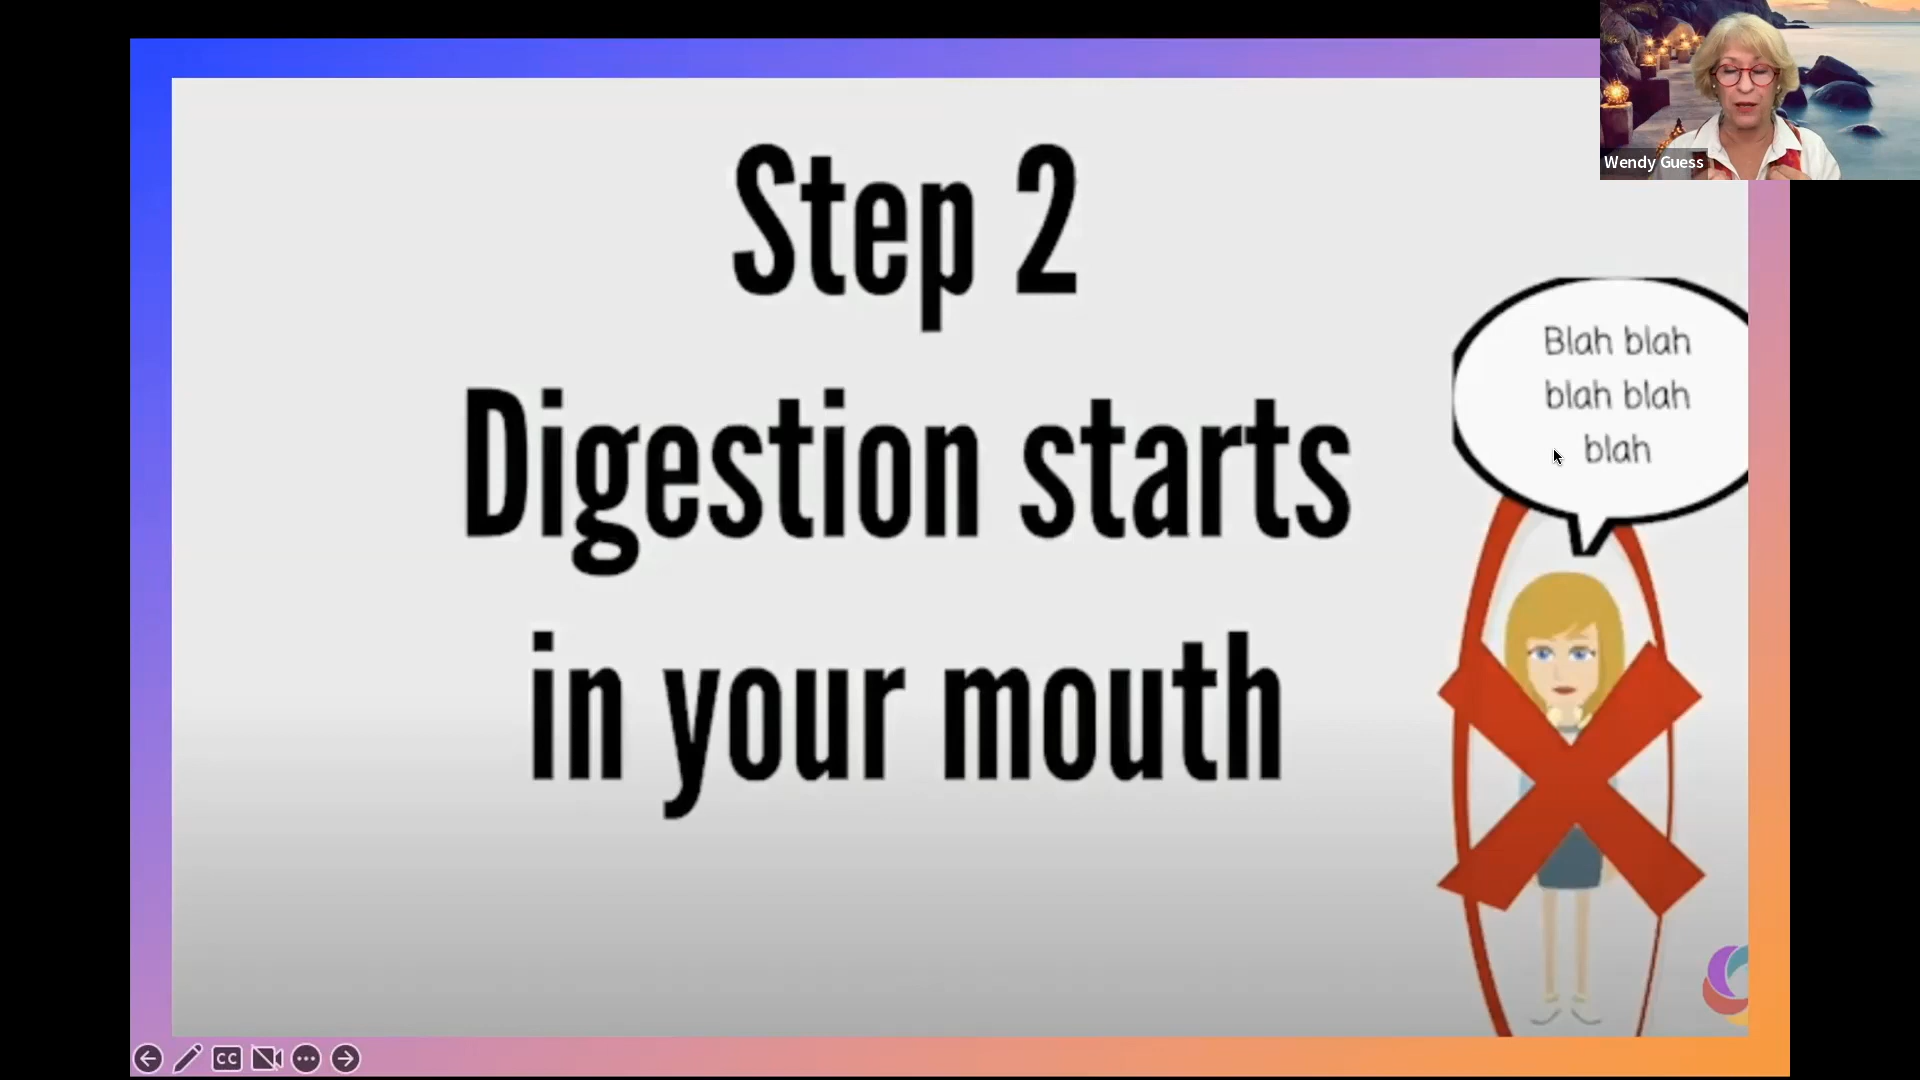 Step 2
Digestion starts
in your mouth
Blah blah
blah blah
blah
Wendy Guess
CC